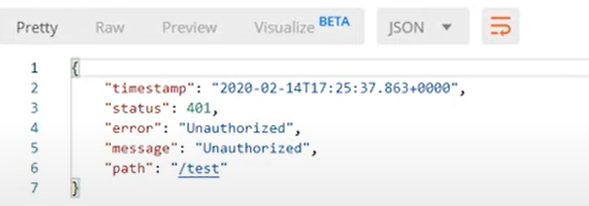 Pretty Raw Preview Visualize BETA JSON
1 {
2 "timestamp": "2020-02-14T17:25:37.863+0000",
3 "status": 401,
4 "error": "Unauthorized",
5 "message": "Unauthorized",
6 "path": "/test"
7 }